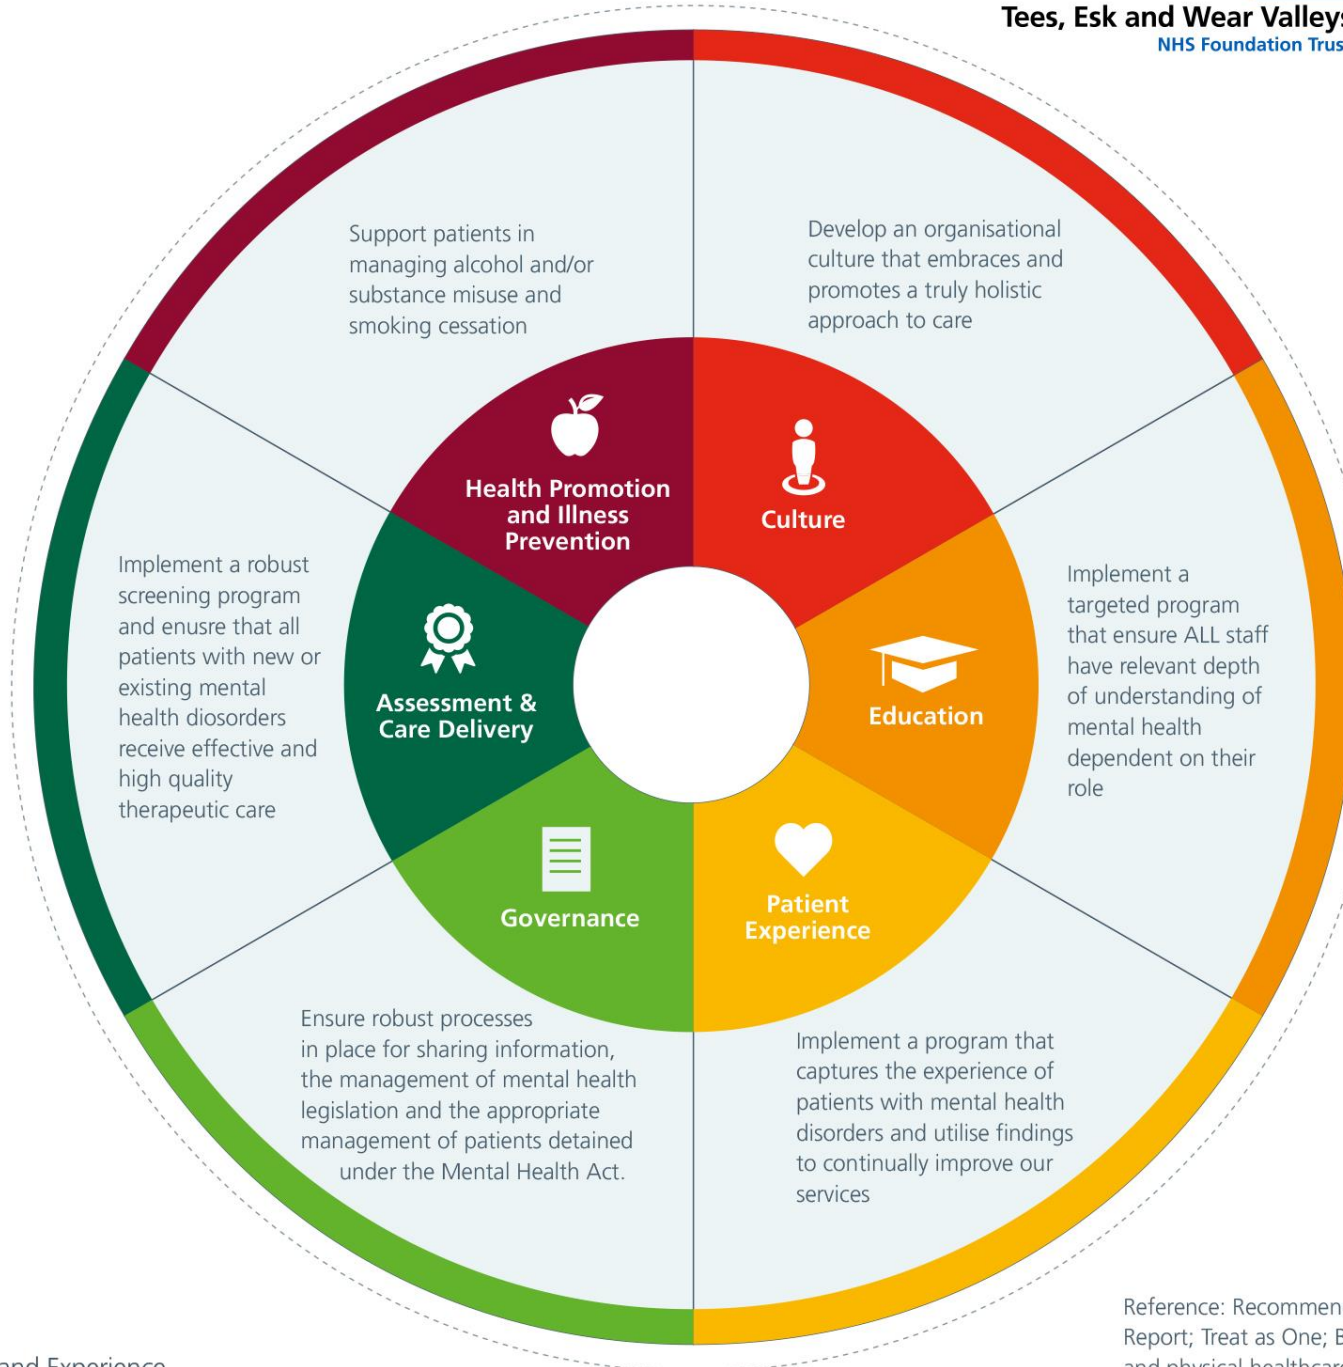 Tees, Esk and Wear Valleys
NHS Foundation Trus
Support patients in
managing alcohol and/or
substance misuse and
smoking cessation
Develop an organisational
culture that embraces and
promotes a truly holistic
approach to care
Health Promotion
and Illness
Prevention
Culture
Implement a robust
screening program
and enusre that all
patients with new or
existing mental
health diosorders
receive effective and
high quality
therapeutic care
Assessment &
Care Delivery
Education
Implement a
targeted program
that ensure ALL staff
have relevant depth
of understanding of
mental health
dependent on their
role
Governance
Patient
Experience
Ensure robust processes
in place for sharing information,
the management of mental health
legislation and the appropriate
management of patients detained
under the Mental Health Act.
Implement a program that
captures the experience of
patients with mental health
disorders and utilise findings
to continually improve our
services
Reference: Recommen
Report; Treat as One; B
and physical healthcar
and Experience